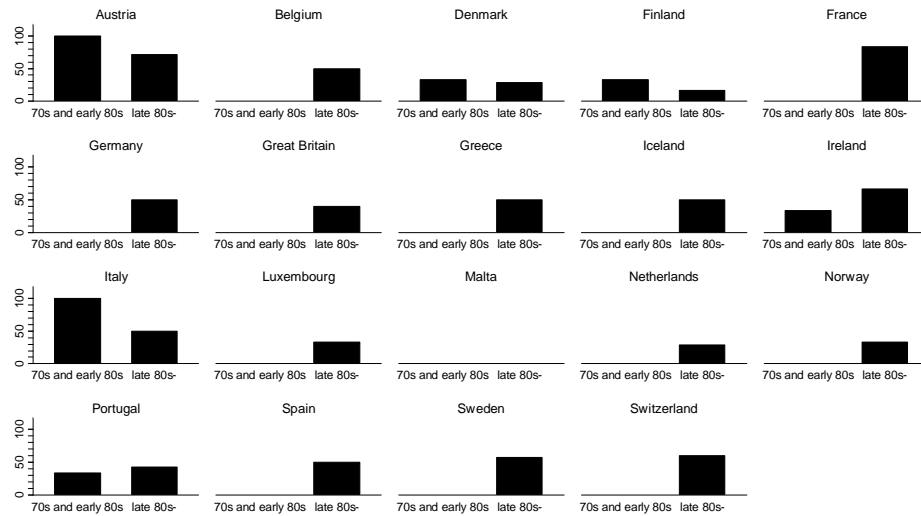 Austria Belgium Denmark Finland France
0 50 100
70s and early 80s late 80s- 70s and early 80s late 80s- 70s and early 80s late 80s- 70s and early 80s late 80s- 70s and early 80s late 80s-
Germany Great Britain Greece Iceland Ireland
0 50 100
70s and early 80s late 80s- 70s and early 80s late 80s- 70s and early 80s late 80s- 70s and early 80s late 80s- 70s and early 80s late 80s-
Italy Luxembourg Malta Netherlands Norway
0 50 100
70s and early 80s late 80s- 70s and early 80s late 80s- 70s and early 80s late 80s- 70s and early 80s late 80s- 70s and early 80s late 80s-
Portugal Spain Sweden Switzerland
0 50 100
70s and early 80s late 80s- 70s and early 80s late 80s- 70s and early 80s late 80s- 70s and early 80s late 80s-